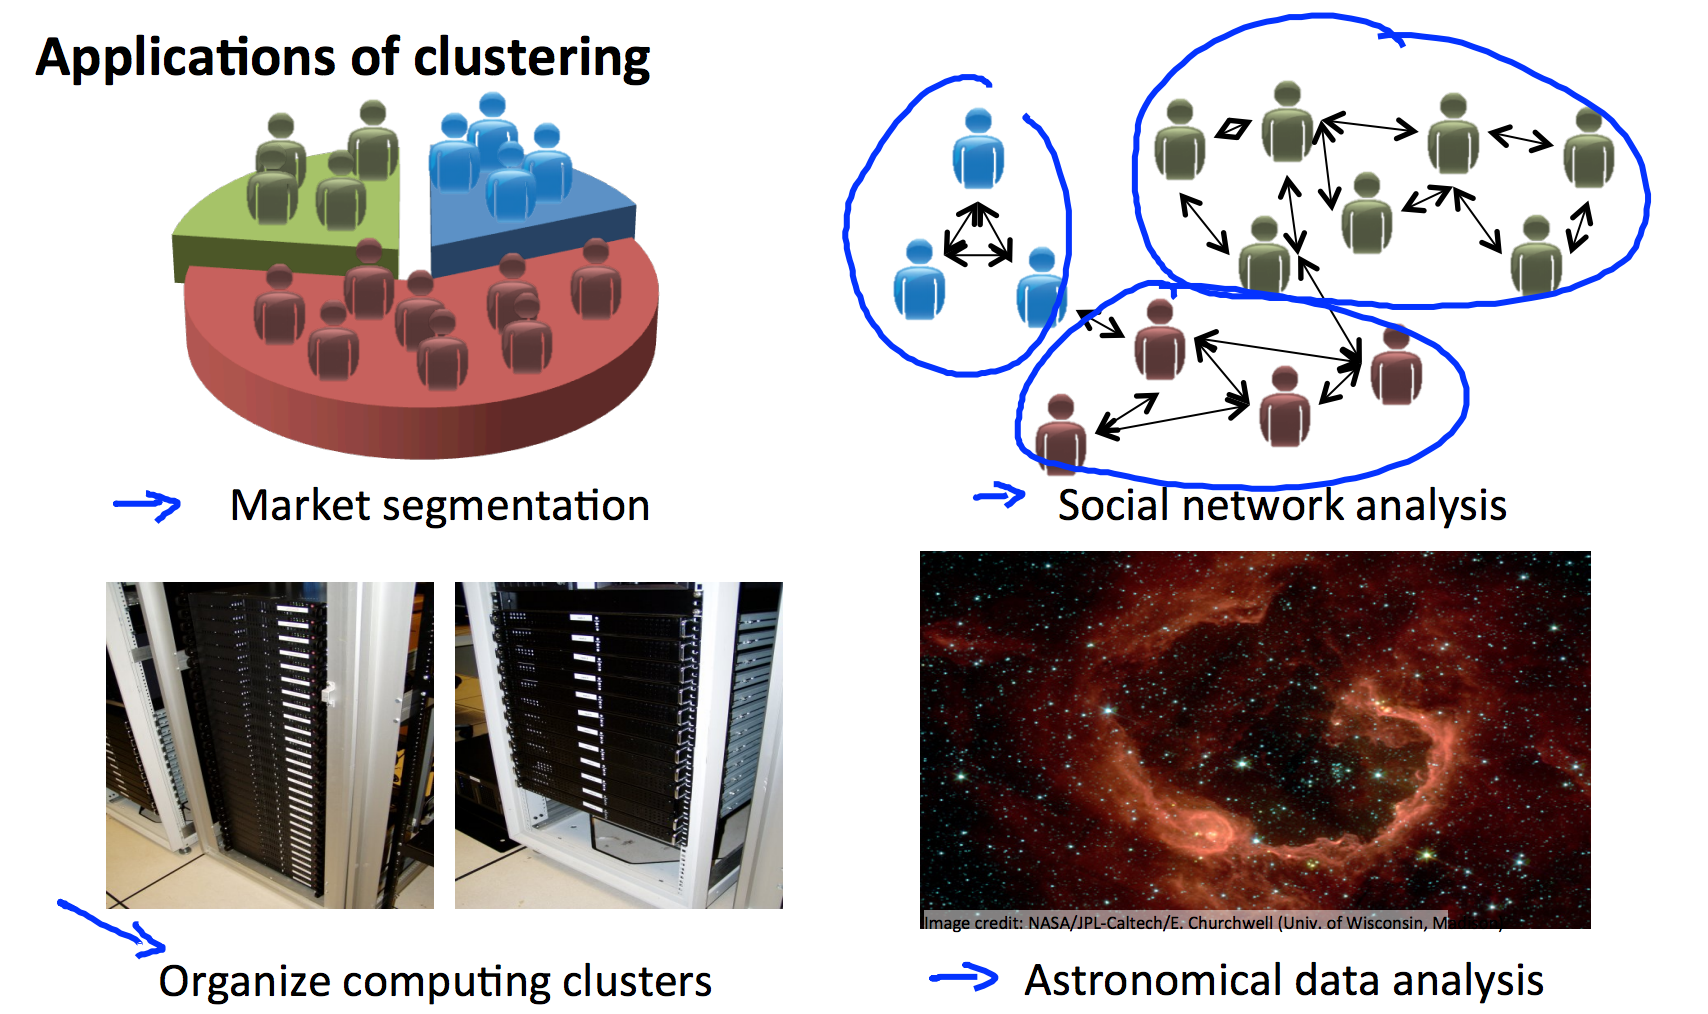 Applications of clustering
Market segmentation
Social network analysis
Image credit: NASA/JPL-Caltech/E. Churchwell (Univ. of Wisconsin, Madison)
Organize computing clusters
Astronomical data analysis